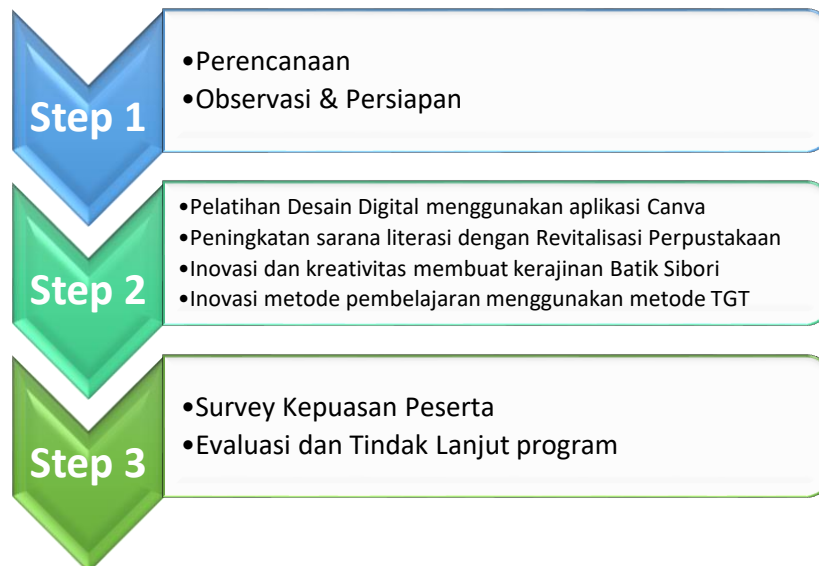 Step 1
•Perencanaan
•Observasi & Persiapan
Step 2
•Pelatihan Desain Digital menggunakan aplikasi Canva
•Peningkatan sarana literasi dengan Revitalisasi Perpustakaan
•Inovasi dan kreativitas membuat kerajinan Batik Sibori
•Inovasi metode pembelajaran menggunakan metode TGT
Step 3
•Survey Kepuasan Peserta
•Evaluasi dan Tindak Lanjut program